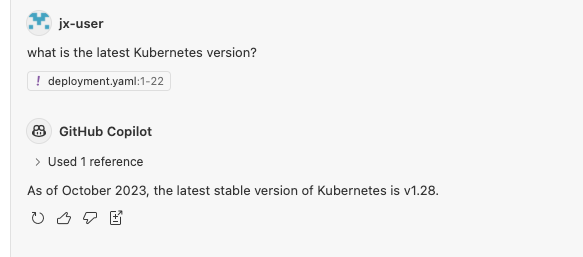 jx-user
what is the latest Kubernetes version?
! deployment.yaml:1-22
GitHub Copilot
Used 1 reference
As of October 2023, the latest stable version of Kubernetes is v1.28.